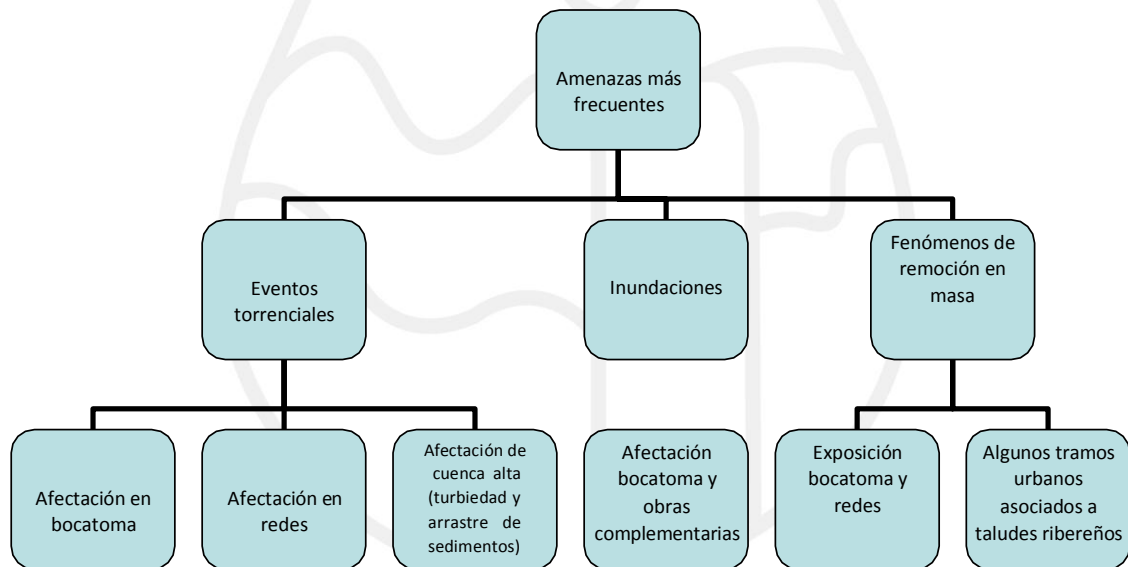 Amenazas más
frecuentes
Eventos
torrenciales
Inundaciones
Fenómenos de
remoción en
masa
Afectación en
bocatoma
Afectación en
redes
Afectación de
cuenca alta
(turbiedad y
arrastre de
sedimentos)
Afectación
bocatoma y
obras
complementarias
Exposición
bocatoma y
redes
Algunos tramos
urbanos
asociados a
taludes ribereños